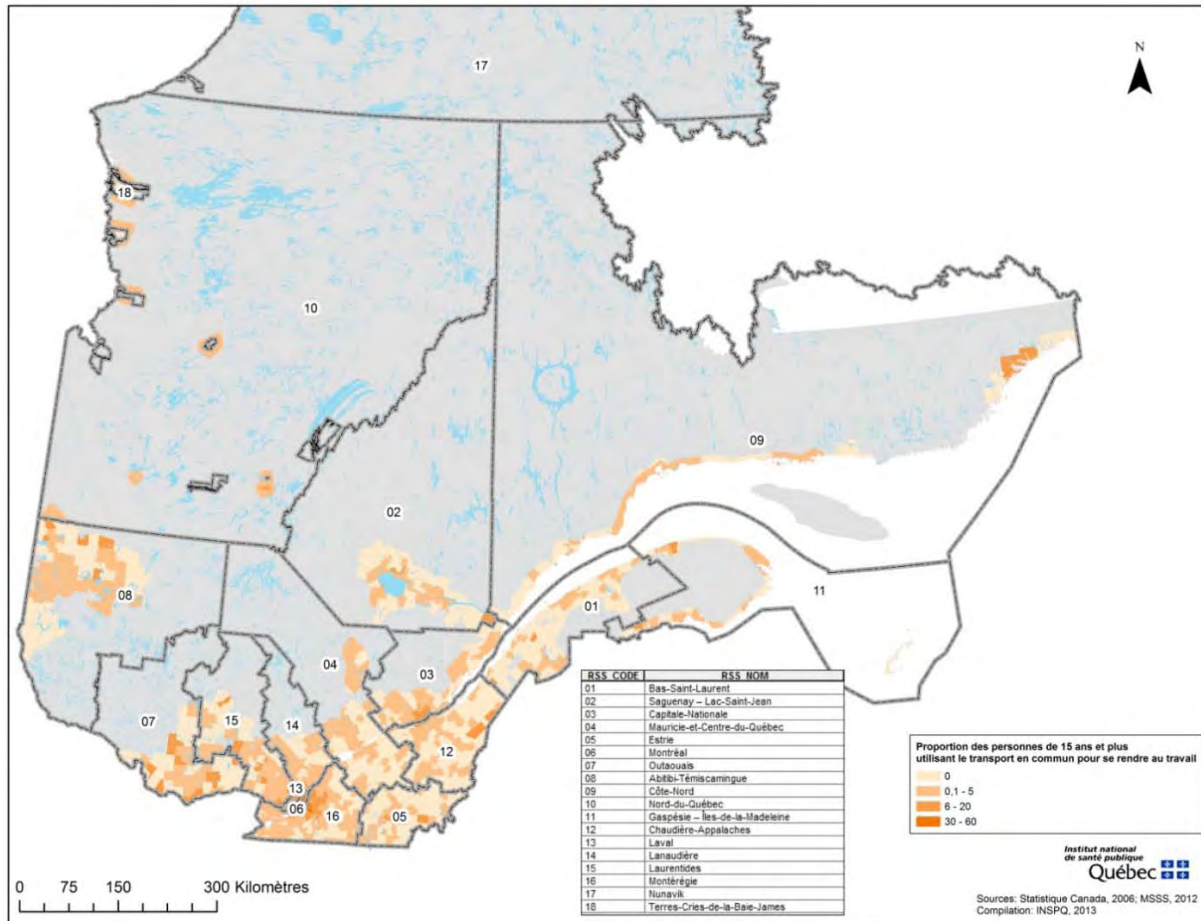 N
17
18
10
09
02
11
08
01
04
03
07
15
14
12
13
06
16
05
RSS_CODE RSS_NOM
01 Bas-Saint-Laurent
02 Saguenay – Lac-Saint-Jean
03 Capitale-Nationale
04 Mauricie-et-Centre-du-Québec
05 Estrie
06 Montréal
07 Outaouais
08 Abitibi-Témiscamingue
09 Côte-Nord
10 Nord-du-Québec
11 Gaspésie – Îles-de-la-Madeleine
12 Chaudière-Appalaches
13 Laval
14 Lanaudière
15 Laurentides
16 Montérégie
17 Nunavik
18 Terres-Cries-de-la-Baie-James
Proportion des personnes de 15 ans et plus
utilisant le transport en commun pour se rendre au travail
0
0,1 - 5
6 - 20
30 - 60
Institut national
de santé publique
Québec
0 75 150 300 Kilomètres
Sources: Statistique Canada, 2006; MSSS, 2012
Compilation: INSPQ, 2013